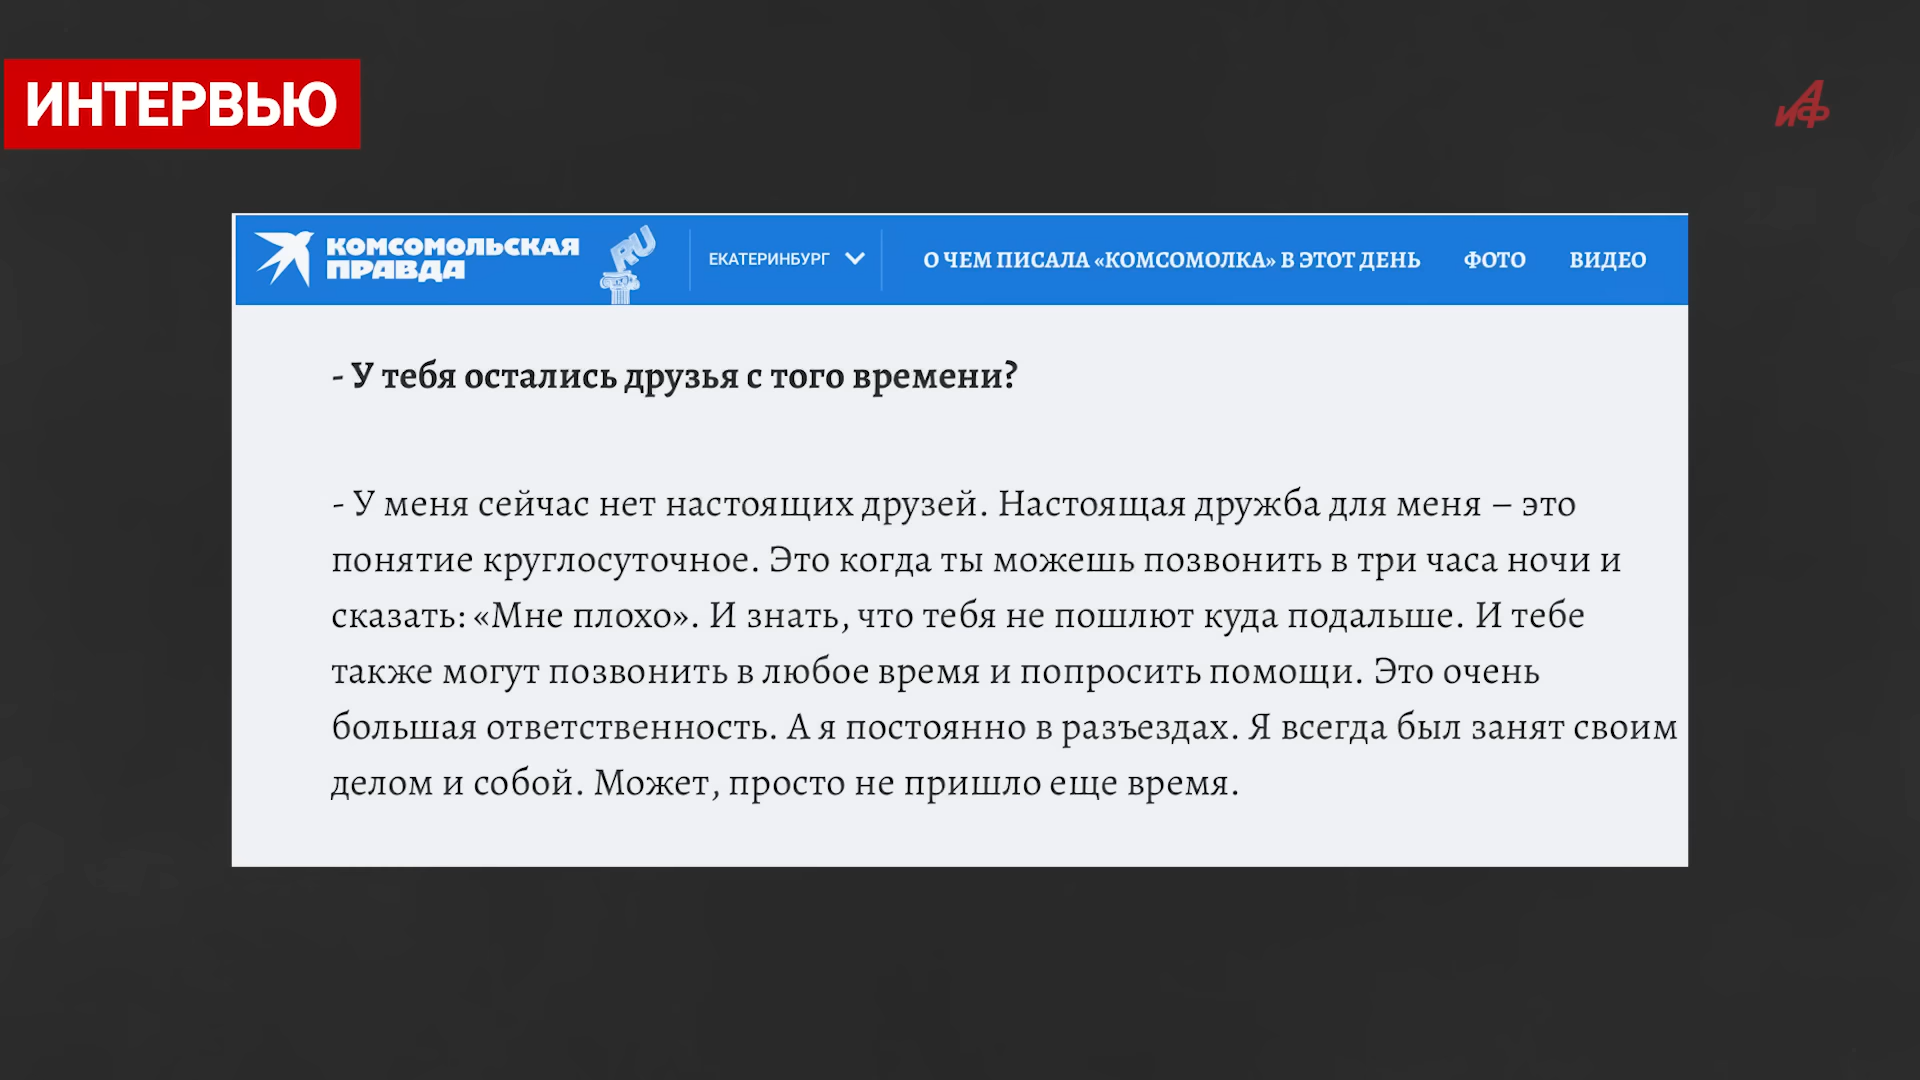 ИНТЕРВЬЮ
АиФ
КОМСОМОЛЬСКАЯ
ПРАВДА
RU
ЕКАТЕРИНБУРГ
О ЧЕМ ПИСАЛА «КОМСОМОЛКА» В ЭТОТ ДЕНЬ
ФОТО
ВИДЕО
- У тебя остались друзья с того времени?
- У меня сейчас нет настоящих друзей. Настоящая дружба для меня – это
понятие круглосуточное. Это когда ты можешь позвонить в три часа ночи и
сказать: «Мне плохо». И знать, что тебя не пошлют куда подальше. И тебе
также могут позвонить в любое время и попросить помощи. Это очень
большая ответственность. А я постоянно в разъездах. Я всегда был занят своим
делом и собой. Может, просто не пришло еще время.